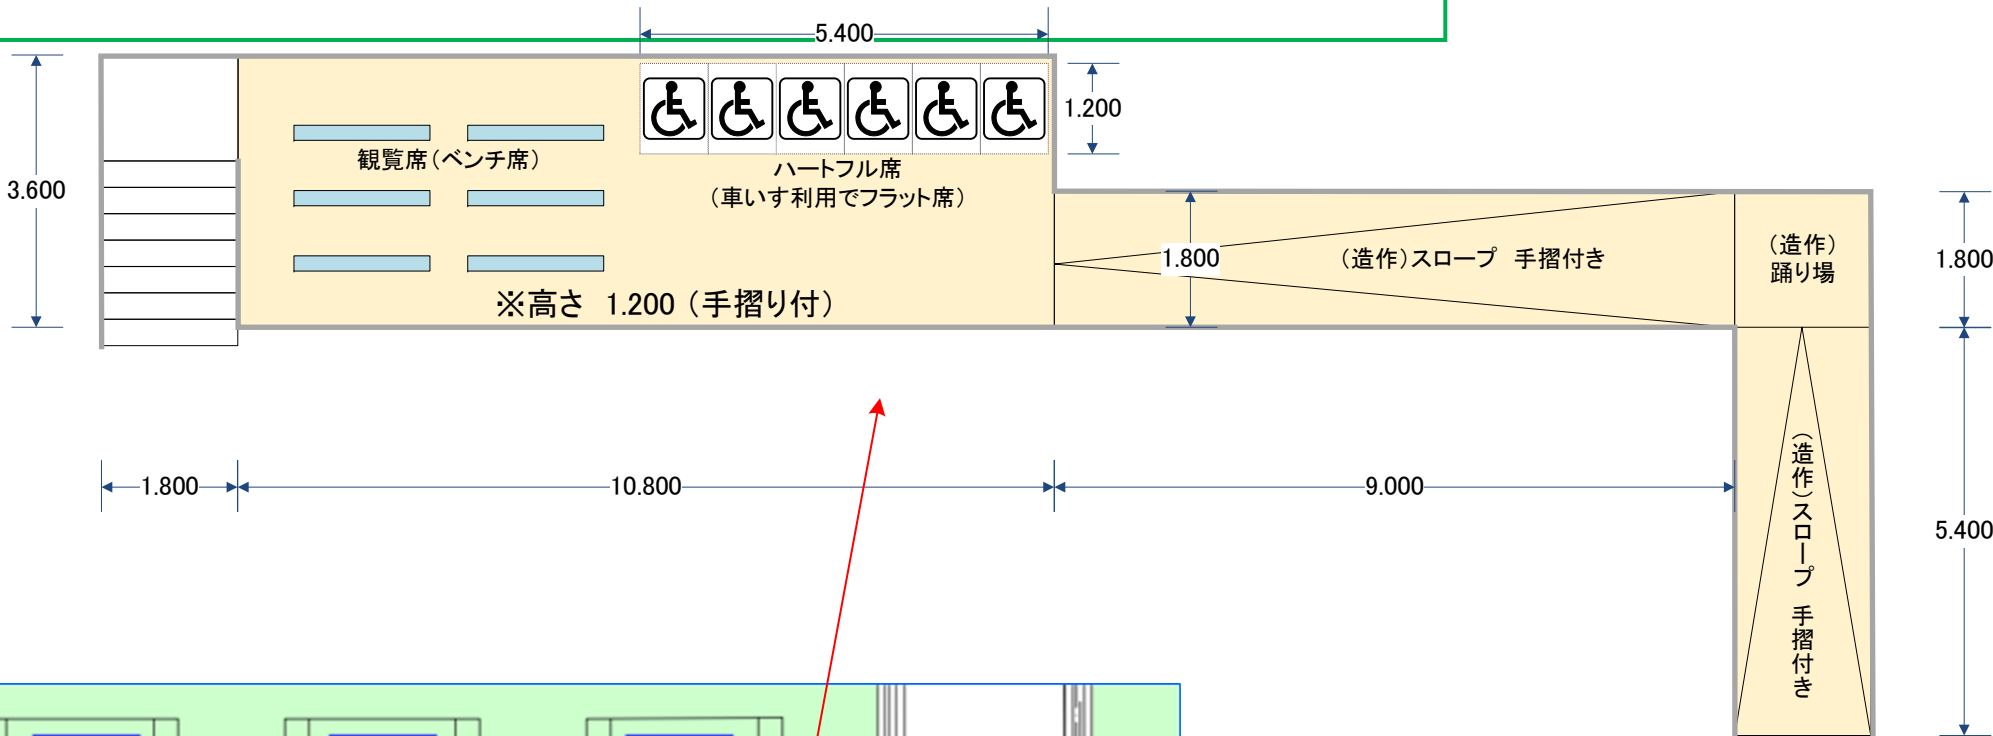 5.400
3.600
1.200
観覧席（ベンチ席）
ハートフル席
（車いす利用でフラット席）
※高さ　1.200（手摺り付）
1.800
（造作）スロープ　手摺付き
（造作）
踊り場
1.800
1.800
10.800
9.000
（造作）スロープ　手摺付き
5.400